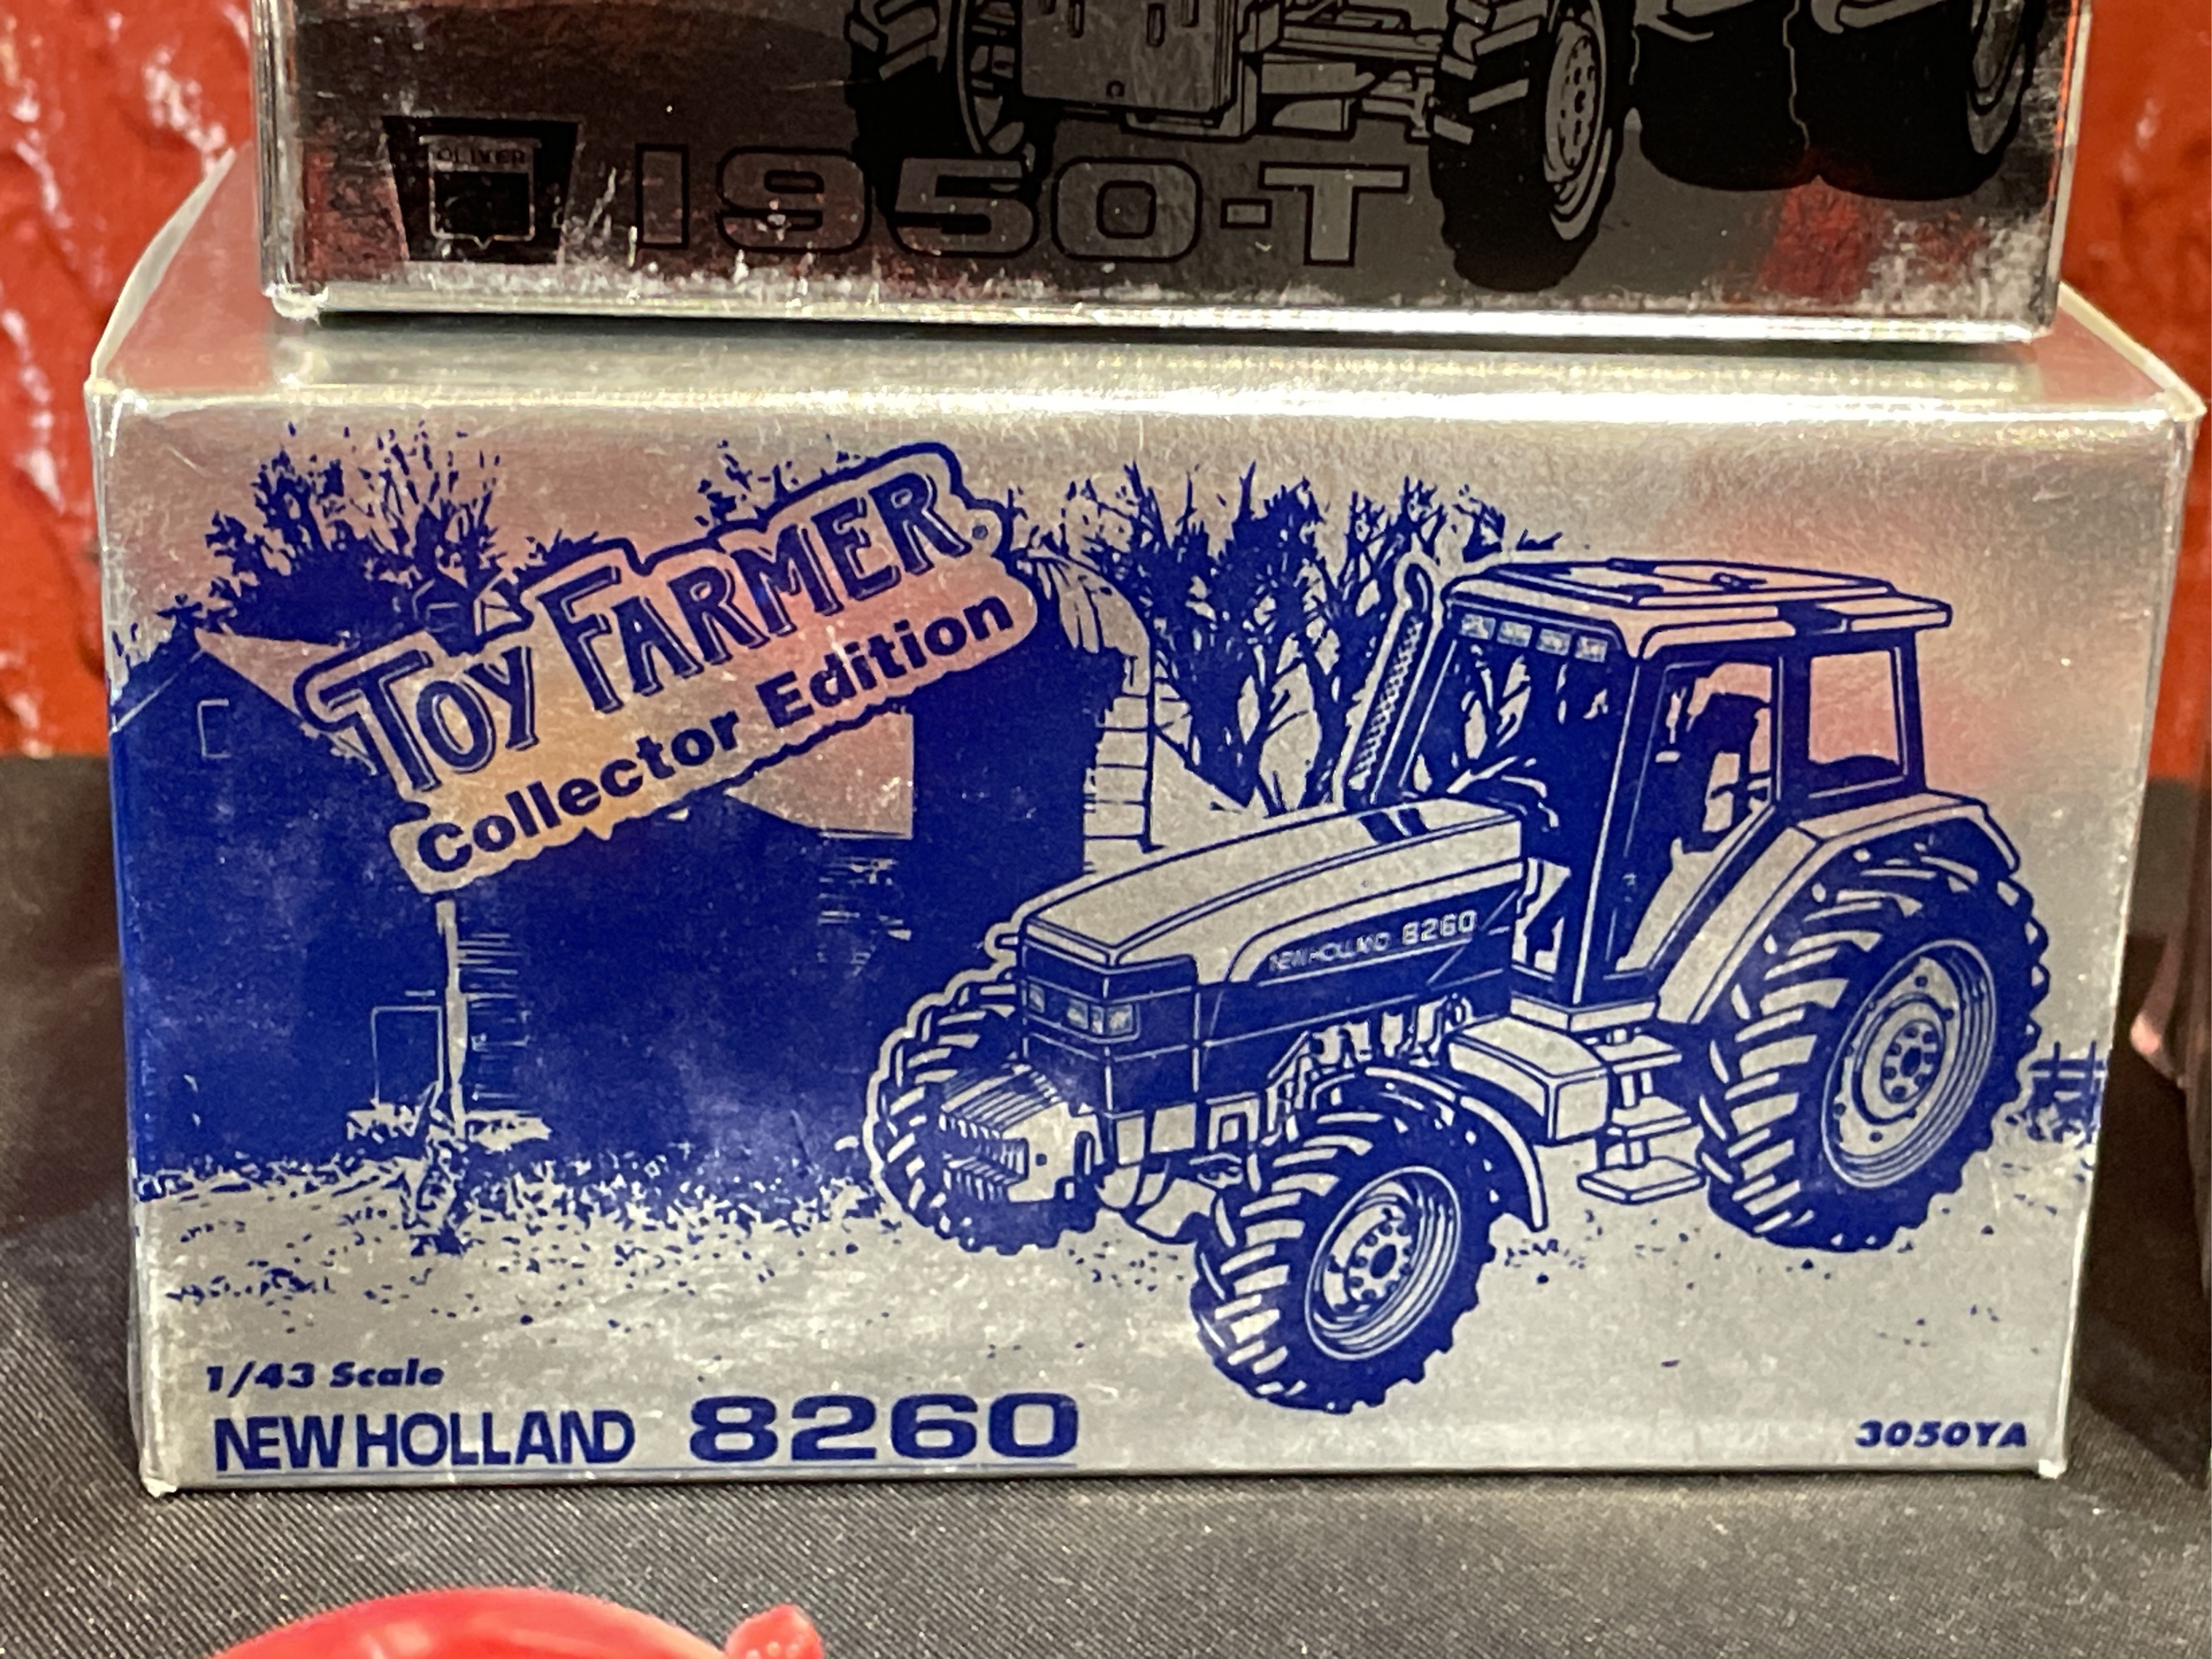 OLIVER
1950-T
TOY FARMER
Collector Edition
NEW HOLLAND 8260
1/43 Scale
NEW HOLLAND 8260
3050YA